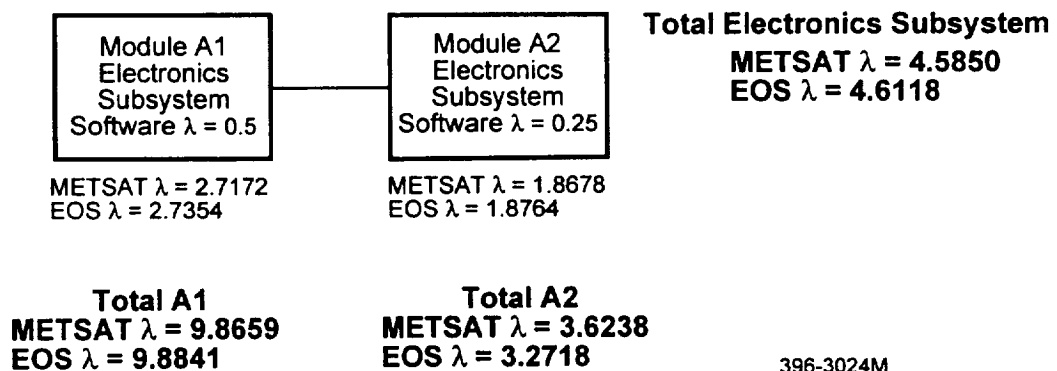 Module A1
Electronics
Subsystem
Software λ = 0.5
Module A2
Electronics
Subsystem
Software λ = 0.25
Total Electronics Subsystem
METSAT λ = 4.5850
EOS λ = 4.6118
METSAT λ = 2.7172
EOS λ = 2.7354
METSAT λ = 1.8678
EOS λ = 1.8764
Total A1
METSAT λ = 9.8659
EOS λ = 9.8841
Total A2
METSAT λ = 3.6238
EOS λ = 3.2718
396-3024M